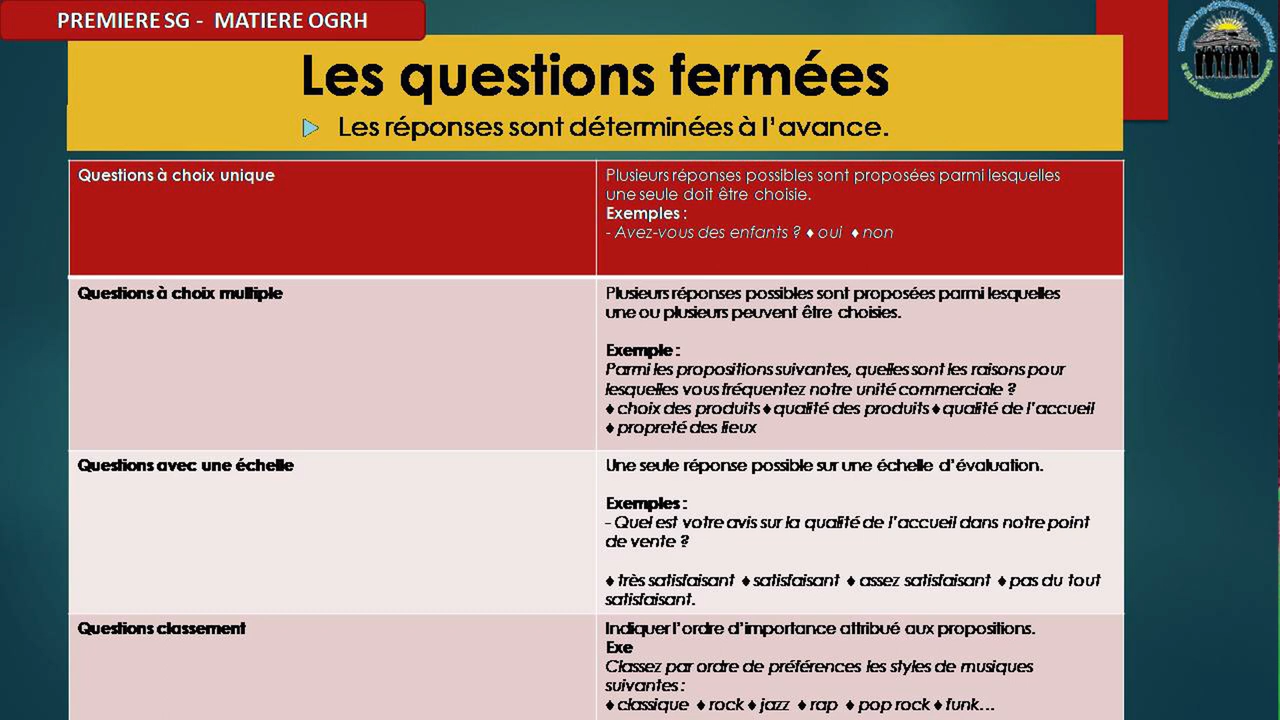 PREMIERE SG - MATIERE OGRH
Les questions fermées
Les réponses sont déterminées à l'avance.
Questions à choix unique
Plusieurs réponses possibles sont proposées parmi lesquelles
une seule doit être choisie.
Exemples :
- Avez-vous des enfants ? ♦ oui ♦ non
Questions à choix multiple
Plusieurs réponses possibles sont proposées parmi lesquelles
une ou plusieurs peuvent être choisies.
Exemple :
Parmi les propositions suivantes, quelles sont les raisons pour
lesquelles vous fréquentez notre unité commerciale ?
♦ choix des produits ♦ qualité des produits ♦ qualité de l'accueil
♦ propreté des lieux
Questions avec une échelle
Une seule réponse possible sur une échelle d'évaluation.
Exemples :
- Quel est votre avis sur la qualité de l'accueil dans notre point
de vente ?
♦ très satisfaisant ♦ satisfaisant ♦ assez satisfaisant ♦ pas du tout
satisfaisant.
Questions classement
Indiquer l'ordre d'importance attribué aux propositions.
Exe
Classez par ordre de préférences les styles de musiques
suivantes :
♦ classique ♦ rock ♦ jazz ♦ rap ♦ pop rock ♦ funk...